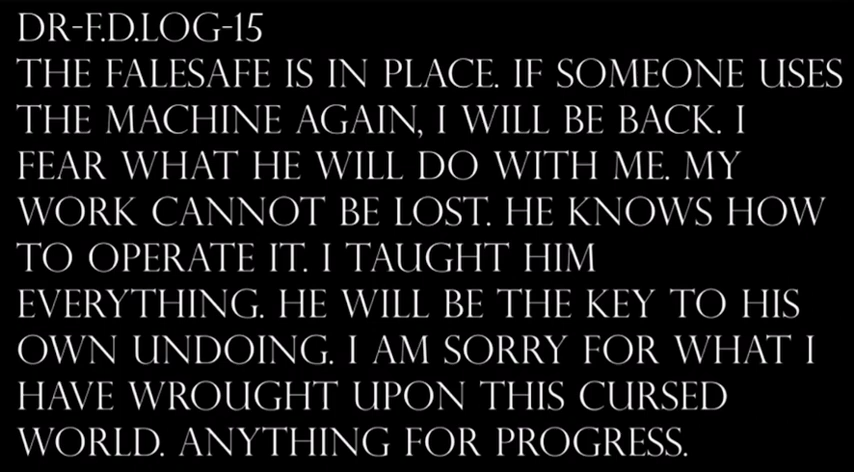 DR-F.D.LOG-15
THE FALESAFE IS IN PLACE. IF SOMEONE USES
THE MACHINE AGAIN, I WILL BE BACK. I
FEAR WHAT HE WILL DO WITH ME. MY
WORK CANNOT BE LOST. HE KNOWS HOW
TO OPERATE IT. I TAUGHT HIM
EVERYTHING. HE WILL BE THE KEY TO HIS
OWN UNDOING. I AM SORRY FOR WHAT I
HAVE WROUGHT UPON THIS CURSED
WORLD. ANYTHING FOR PROGRESS.